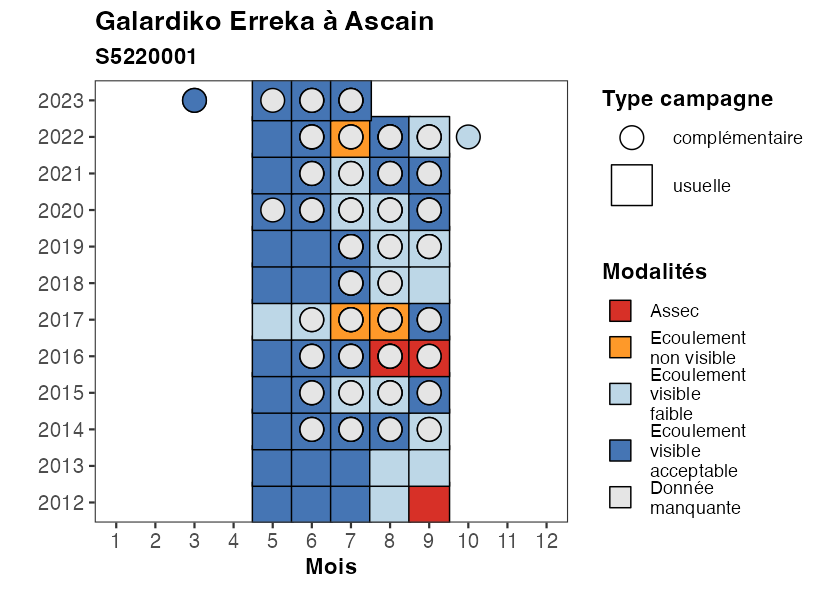 Galardiko Erreka à Ascain
S5220001
2023
2022
2021
2020
2019
2018
2017
2016
2015
2014
2013
2012
1 2 3 4 5 6 7 8 9 10 11 12
Mois
Type campagne
complémentaire
usuelle
Modalités
Assec
Ecoulement
non visible
Ecoulement
visible
faible
Ecoulement
visible
acceptable
Donnée
manquante